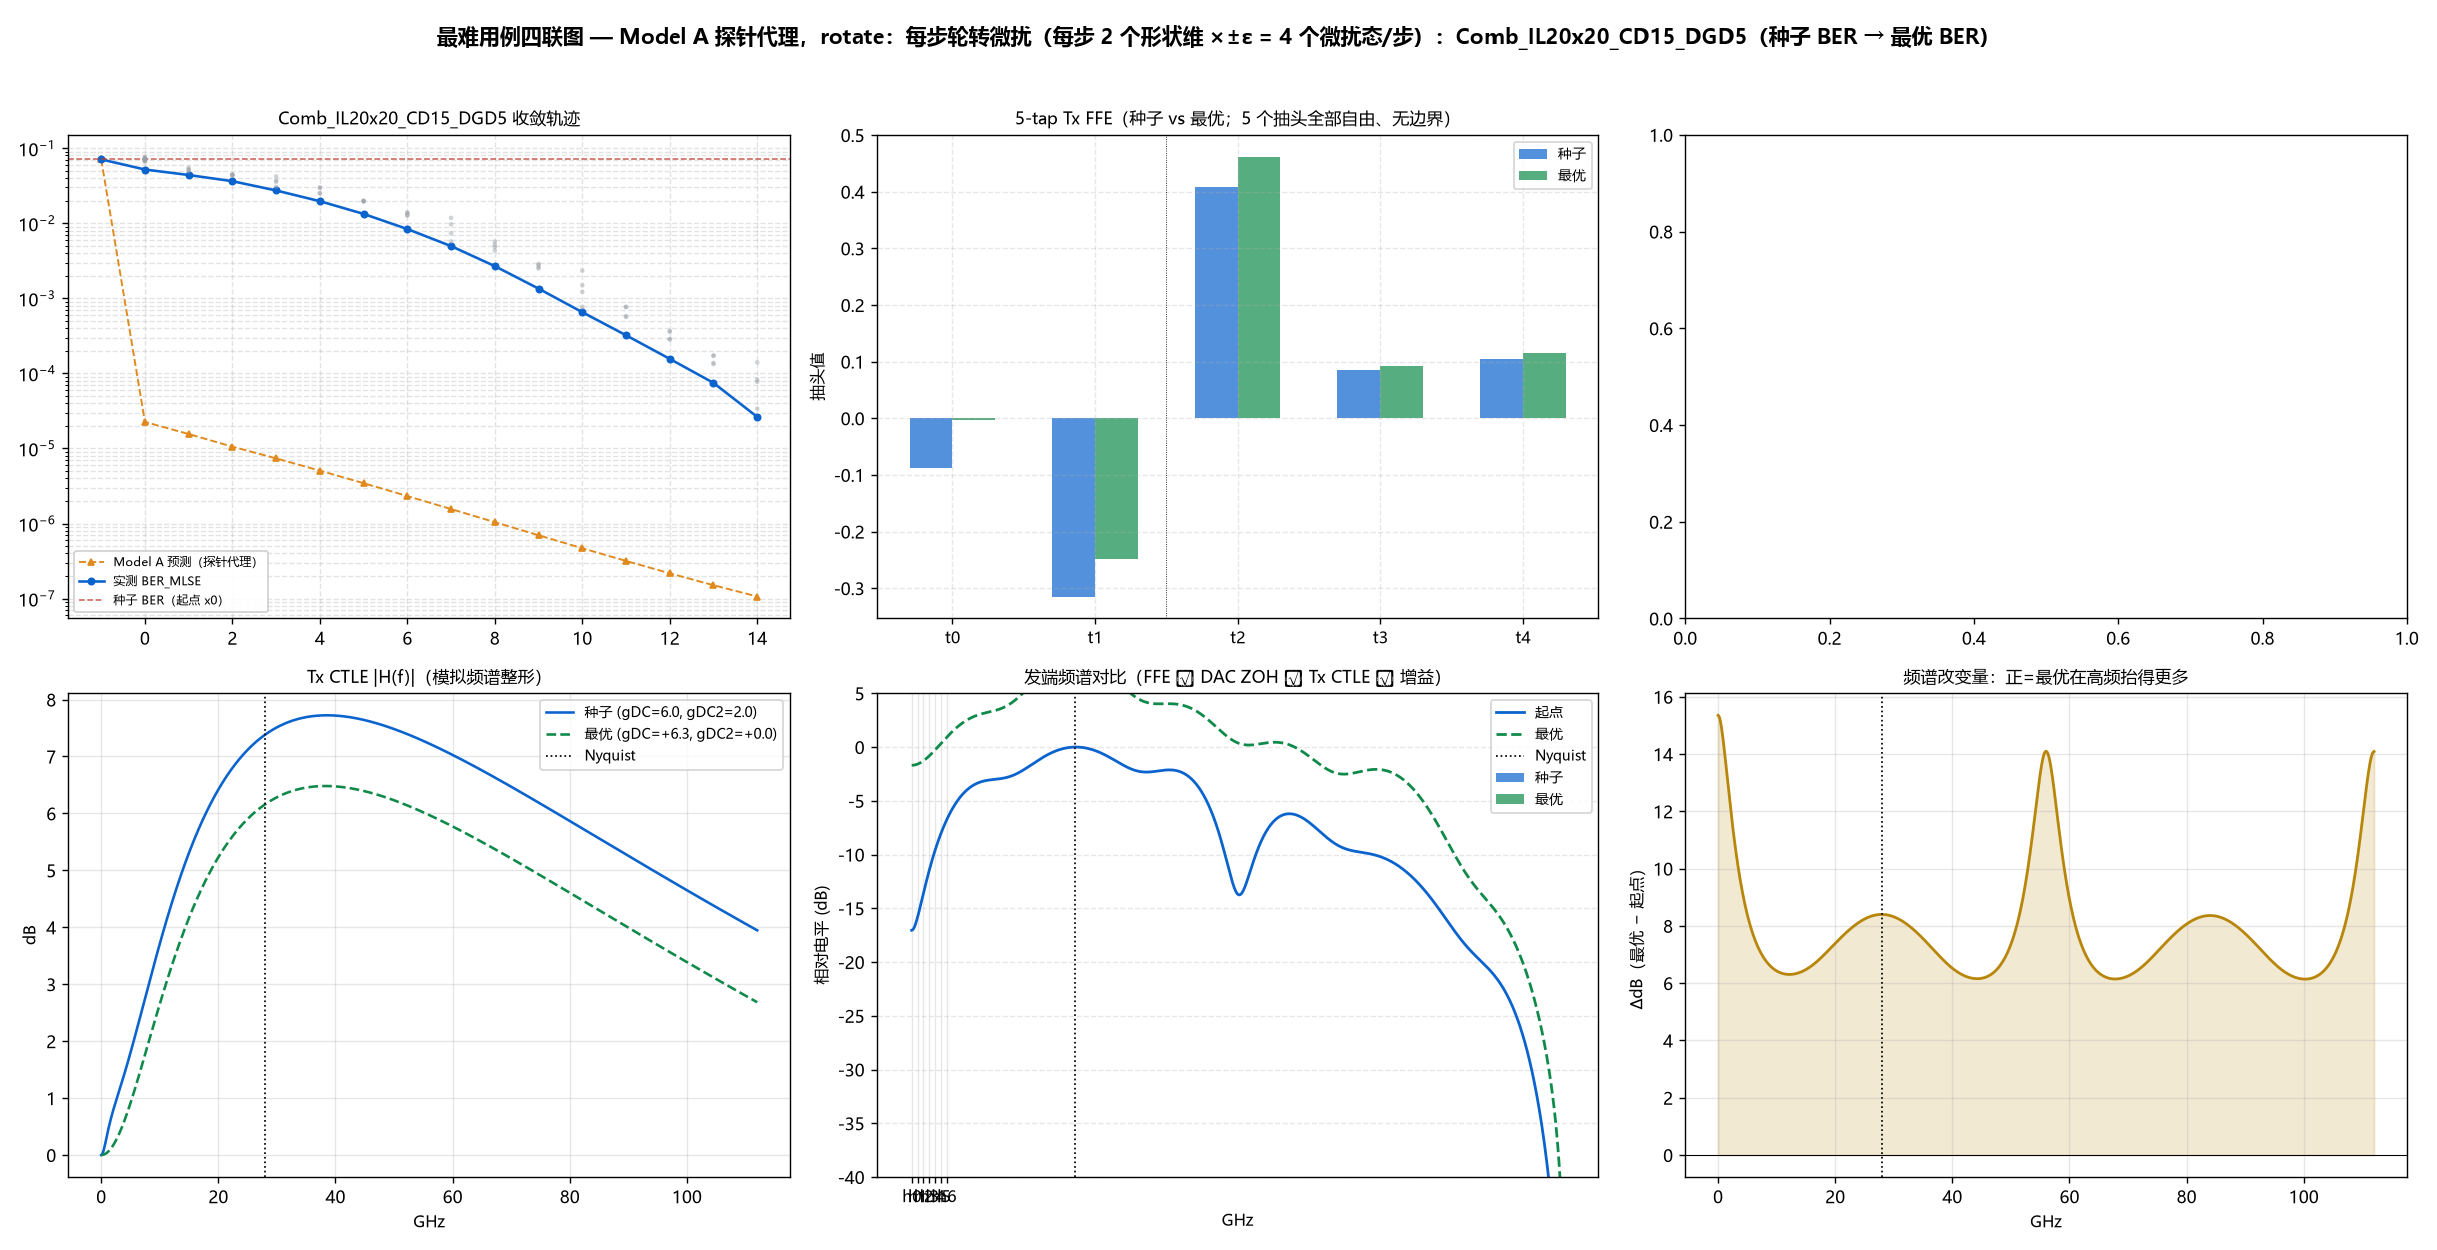 最难用例四联图 — Model A 探针代理，rotate：每步轮转微扰（每步 2 个形状维 ×±ε = 4 个微扰态/步）：Comb_IL20x20_CD15_DGD5（种子 BER → 最优 BER）
Comb_IL20x20_CD15_DGD5 收敛轨迹
10⁻¹
10⁻²
10⁻³
10⁻⁴
10⁻⁵
10⁻⁶
10⁻⁷
Model A 预测（探针代理）
实测 BER_MLSE
种子 BER（起点 x0）
0 2 4 6 8 10 12 14
5-tap Tx FFE（种子 vs 最优；5 个抽头全部自由、无边界）
抽头值
0.5
0.4
0.3
0.2
0.1
0.0
-0.1
-0.2
-0.3
种子
最优
t0 t1 t2 t3 t4
1.0
0.8
0.6
0.4
0.2
0.0
0.0 0.2 0.4 0.6 0.8 1.0
Tx CTLE |H(f)|（模拟频谱整形）
dB
8
7
6
5
4
3
2
1
0
种子 (gDC=6.0, gDC2=2.0)
最优 (gDC=+6.3, gDC2=+0.0)
Nyquist
0 20 40 60 80 100
GHz
发端频谱对比（FFE DAC ZOH Tx CTLE 增益）
相对电平 (dB)
5
0
-5
-10
-15
-20
-25
-30
-35
-40
起点
最优
Nyquist
种子
最优
GHz
频谱改变量：正=最优在高频抬得更多
ΔdB（最优 − 起点）
16
14
12
10
8
6
4
2
0
0 20 40 60 80 100
GHz